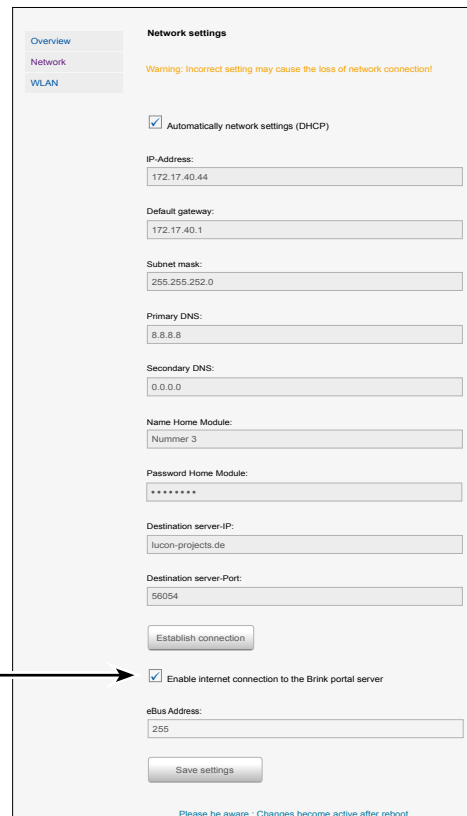 Overview
Network
WLAN
Network settings
Warning: Incorrect setting may cause the loss of network connection!
Automatically network settings (DHCP)
IP-Address:
172.17.40.44
Default gateway:
172.17.40.1
Subnet mask:
255.255.252.0
Primary DNS:
8.8.8.8
Secondary DNS:
0.0.0.0
Name Home Module:
Nummer 3
Password Home Module:
••••••••
Destination server-IP:
lucon-projects.de
Destination server-Port:
56054
Establish connection
Enable internet connection to the Brink portal server
eBus Address:
255
Save settings
Please be aware : Changes become active after reboot